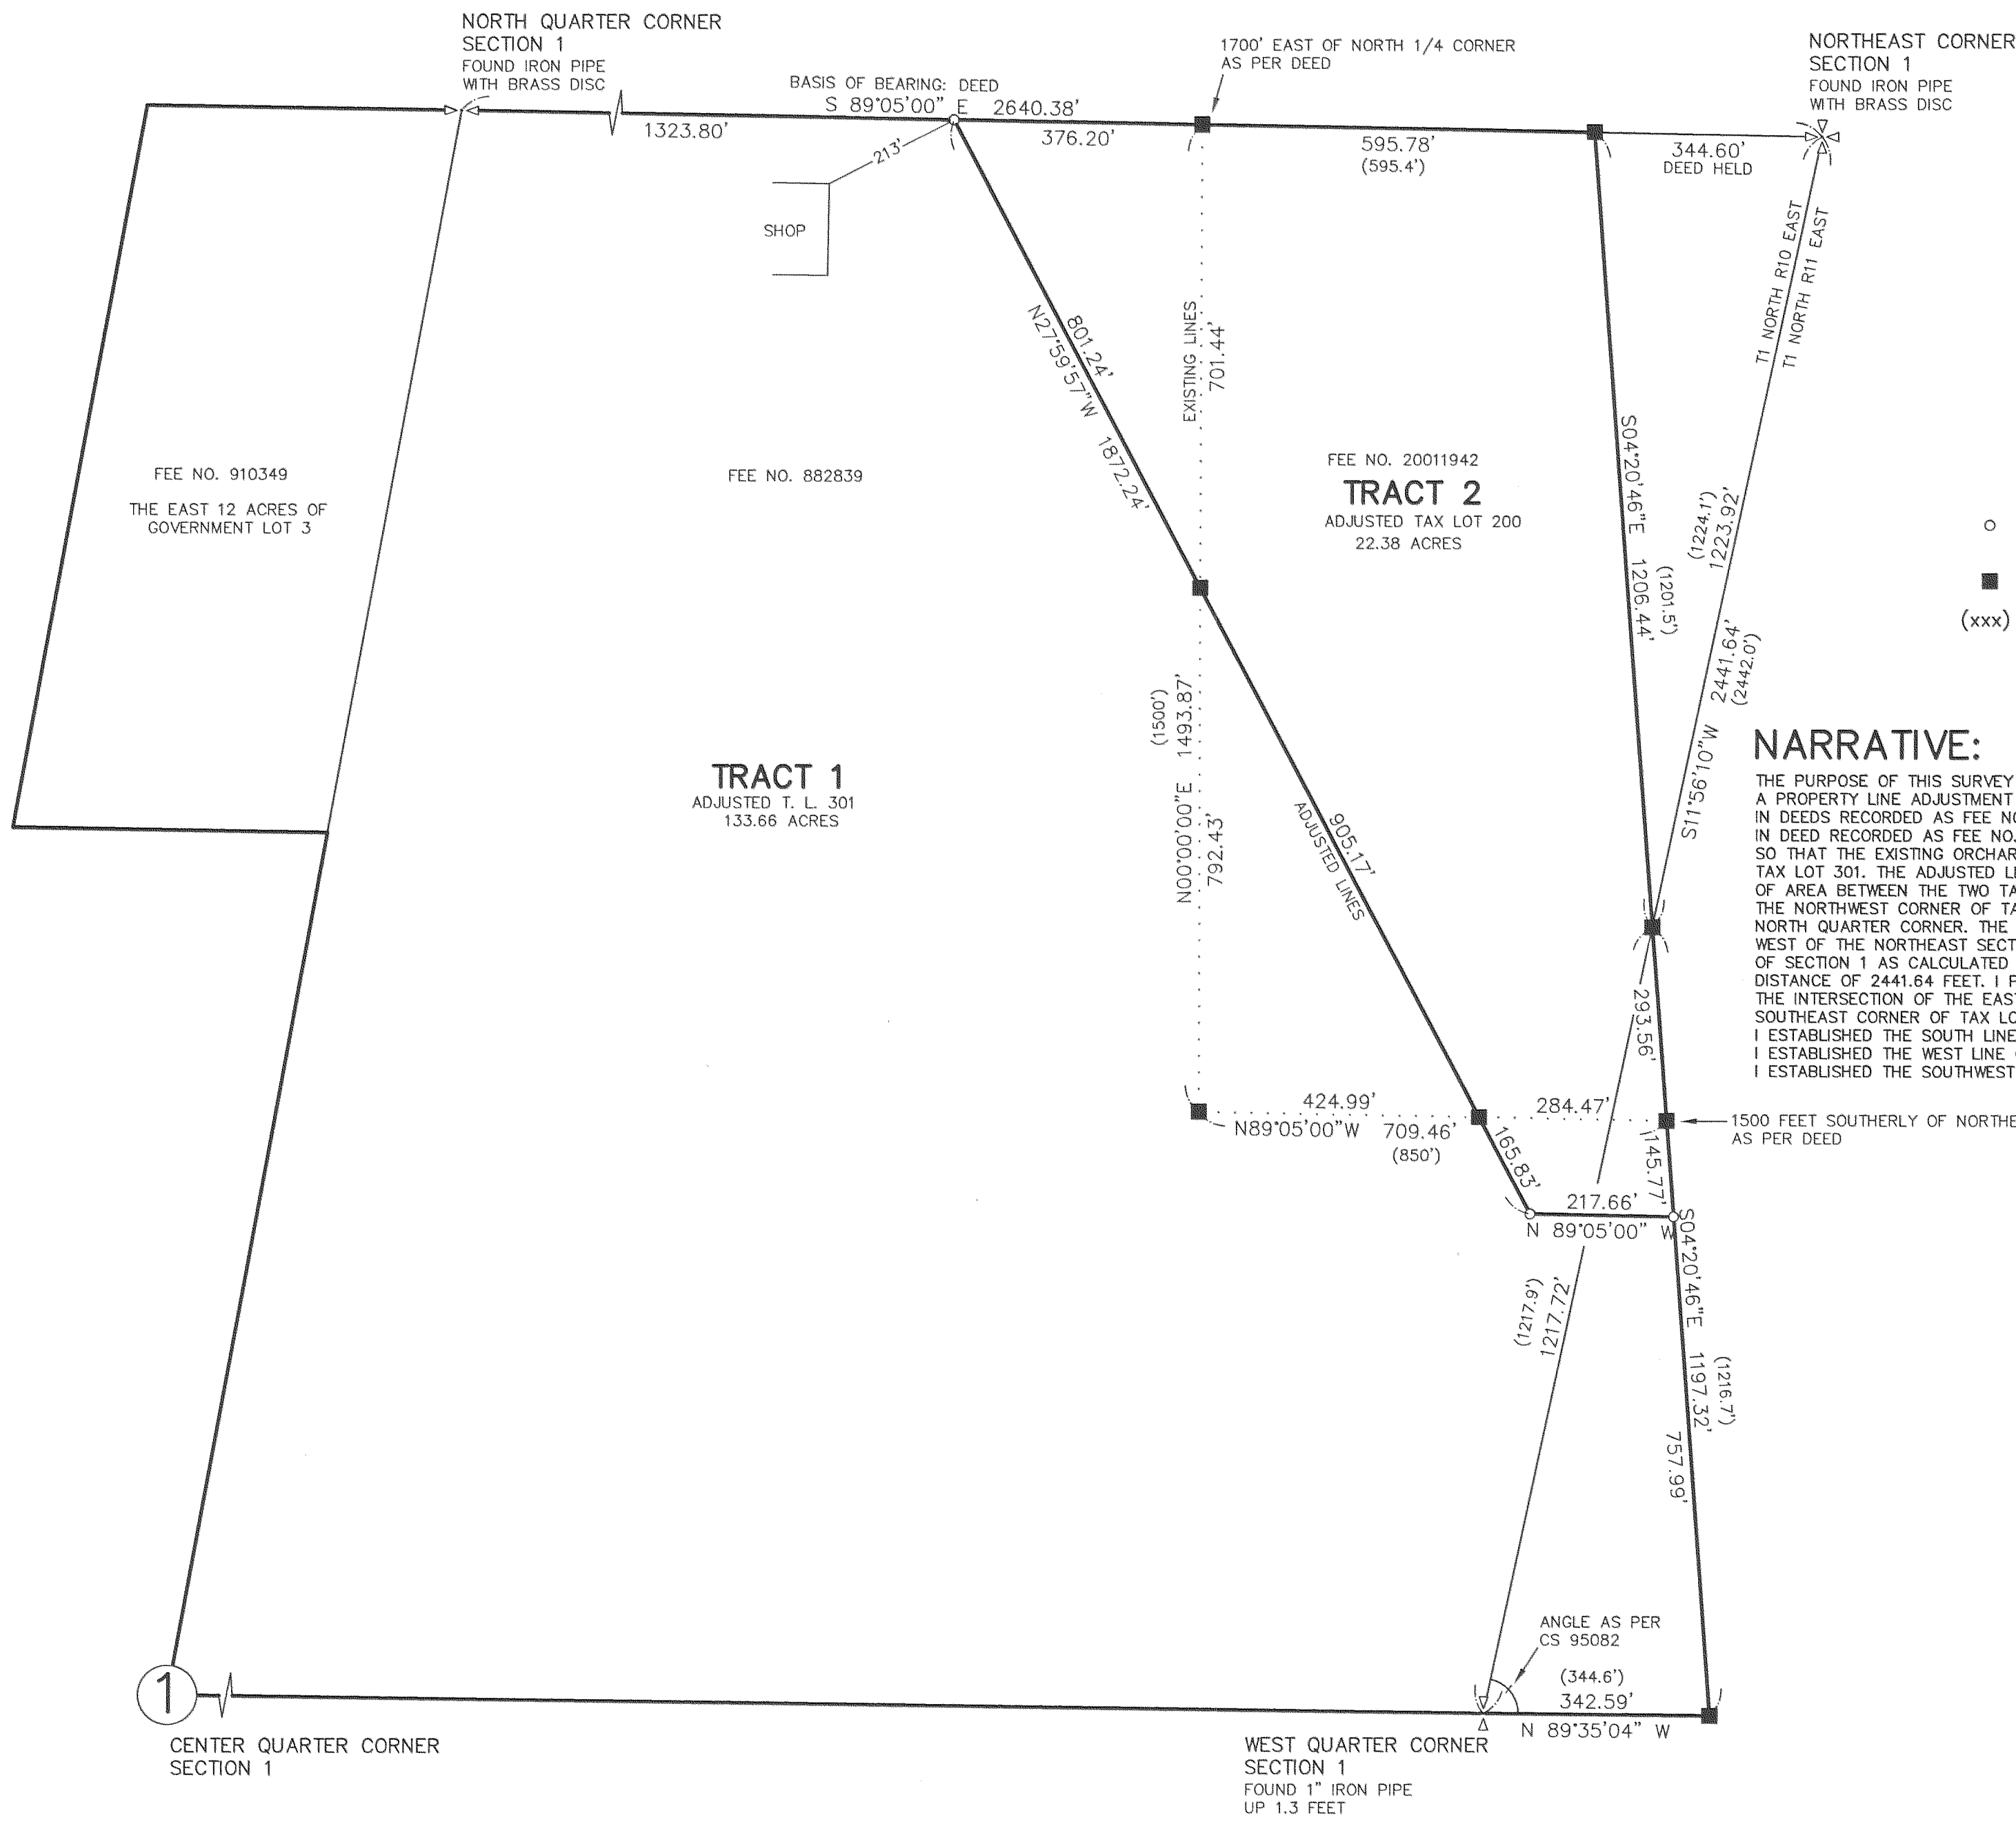 NORTH QUARTER CORNER
SECTION 1
FOUND IRON PIPE
WITH BRASS DISC
BASIS OF BEARING: DEED
S 89°05'00" E 2640.38'
1323.80'
376.20'
1700' EAST OF NORTH 1/4 CORNER
AS PER DEED
595.78'
(595.4')
344.60'
DEED HELD
NORTHEAST CORNER
SECTION 1
FOUND IRON PIPE
WITH BRASS DISC
213'
SHOP
EXISTING LINES
701.44'
801.24'
N27°59'57"W 1872.24'
T1 NORTH R10 EAST
T1 NORTH R11 EAST
FEE NO. 910349
THE EAST 12 ACRES OF
GOVERNMENT LOT 3
FEE NO. 882839
FEE NO. 20011942
TRACT 2
ADJUSTED TAX LOT 200
22.38 ACRES
S04°20'46"E 1206.44'
(1201.5')
(1224.1')
1223.92'
S11°56'10"W 2441.64'
(2442.0')
(xxx)
TRACT 1
ADJUSTED T. L. 301
133.66 ACRES
(1500')
N00°00'00"E 1493.87'
792.43'
905.17'
ADJUSTED LINES
NARRATIVE:
THE PURPOSE OF THIS SURVEY
A PROPERTY LINE ADJUSTMENT
IN DEEDS RECORDED AS FEE NO
IN DEED RECORDED AS FEE NO.
SO THAT THE EXISTING ORCHAR
TAX LOT 301. THE ADJUSTED LI
OF AREA BETWEEN THE TWO TA
THE NORTHWEST CORNER OF TA
NORTH QUARTER CORNER. THE
WEST OF THE NORTHEAST SECT
OF SECTION 1 AS CALCULATED
DISTANCE OF 2441.64 FEET. I F
THE INTERSECTION OF THE EAST
SOUTHEAST CORNER OF TAX LO
I ESTABLISHED THE SOUTH LINE
I ESTABLISHED THE WEST LINE
I ESTABLISHED THE SOUTHWEST
293.56'
424.99'
284.47'
N89°05'00"W 709.46'
(850')
1500 FEET SOUTHERLY OF NORTHE
AS PER DEED
165.83'
145.77'
217.66'
N 89°05'00" W
S04°20'46"E 1197.32'
(1216.7')
757.99'
(1217.9')
1217.72'
ANGLE AS PER
CS 95082
(344.6')
342.59'
N 89°35'04" W
1
CENTER QUARTER CORNER
SECTION 1
WEST QUARTER CORNER
SECTION 1
FOUND 1" IRON PIPE
UP 1.3 FEET